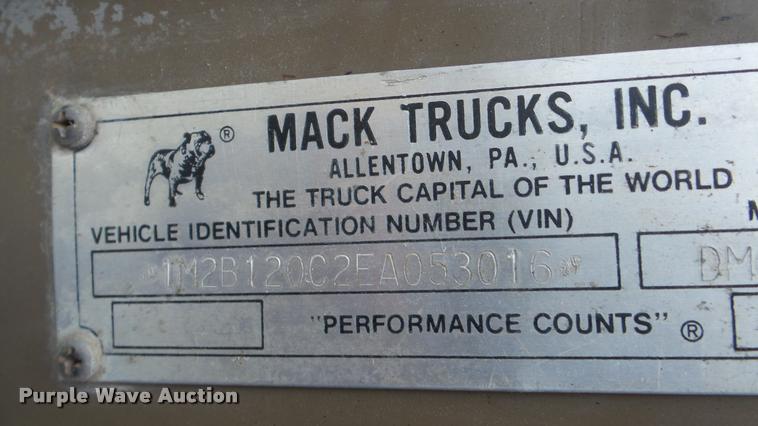 MACK TRUCKS, INC.
®
ALLENTOWN, PA., U.S.A.
THE TRUCK CAPITAL OF THE WORLD
VEHICLE IDENTIFICATION NUMBER (VIN)
M
1M2B120C2EA053016
DM
"PERFORMANCE COUNTS" ®
Purple Wave Auction